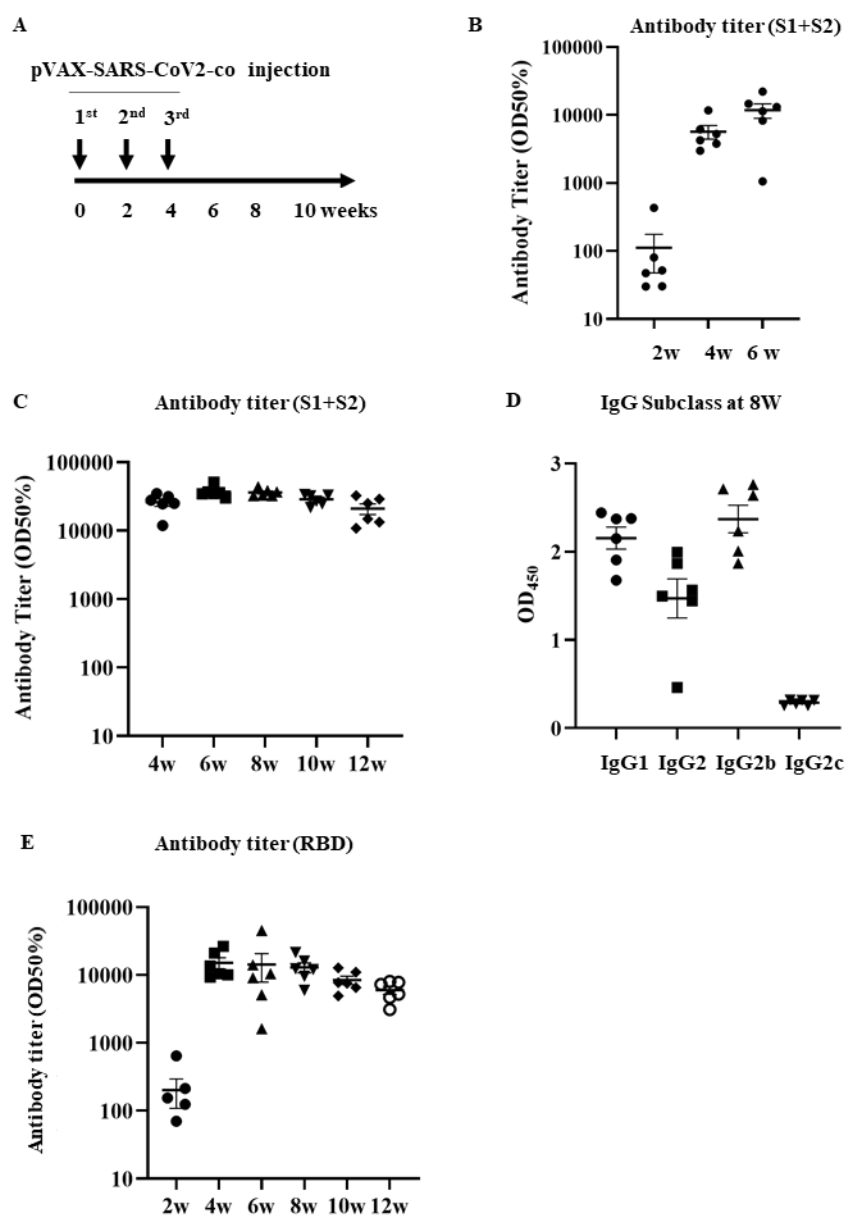 A
pVAX-SARS-CoV2-co injection
1st 2nd 3rd
0 2 4 6 8 10 weeks
B
Antibody titer (S1+S2)
Antibody Titer (OD50%)
100000
10000
1000
100
10
2w 4w 6 w
C
Antibody titer (S1+S2)
Antibody Titer (OD50%)
100000
10000
1000
100
10
4w 6w 8w 10w 12w
D
IgG Subclass at 8W
OD450
3
2
1
0
IgG1 IgG2 IgG2b IgG2c
E
Antibody titer (RBD)
Antibody titer (OD50%)
100000
10000
1000
100
10
2w 4w 6w 8w 10w 12w